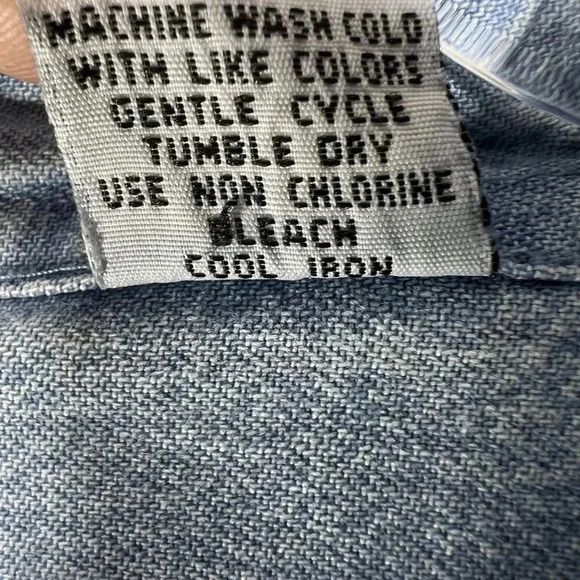 MACHINE WASH COLD
WITH LIKE COLORS
GENTLE CYCLE
TUMBLE DRY
USE NON CHLORINE
BLEACH
COOL IRON